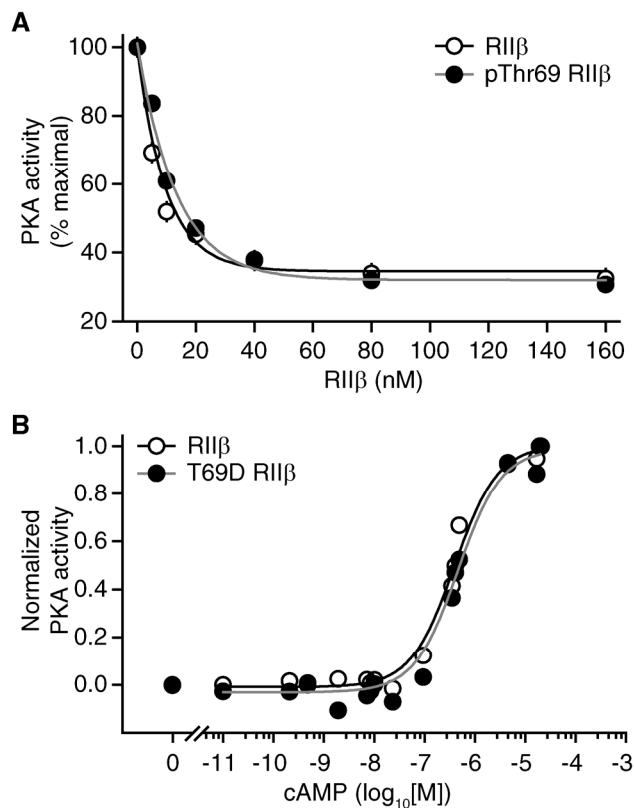 A
100
80
60
40
20
PKA activity
(% maximal)
RIIβ
pThr69 RIIβ
0 20 40 60 80 100 120 140 160
RIIβ (nM)
B
1.0
0.8
0.6
0.4
0.2
0.0
Normalized
PKA activity
RIIβ
T69D RIIβ
0 -11 -10 -9 -8 -7 -6 -5 -4 -3
cAMP (log10[M])